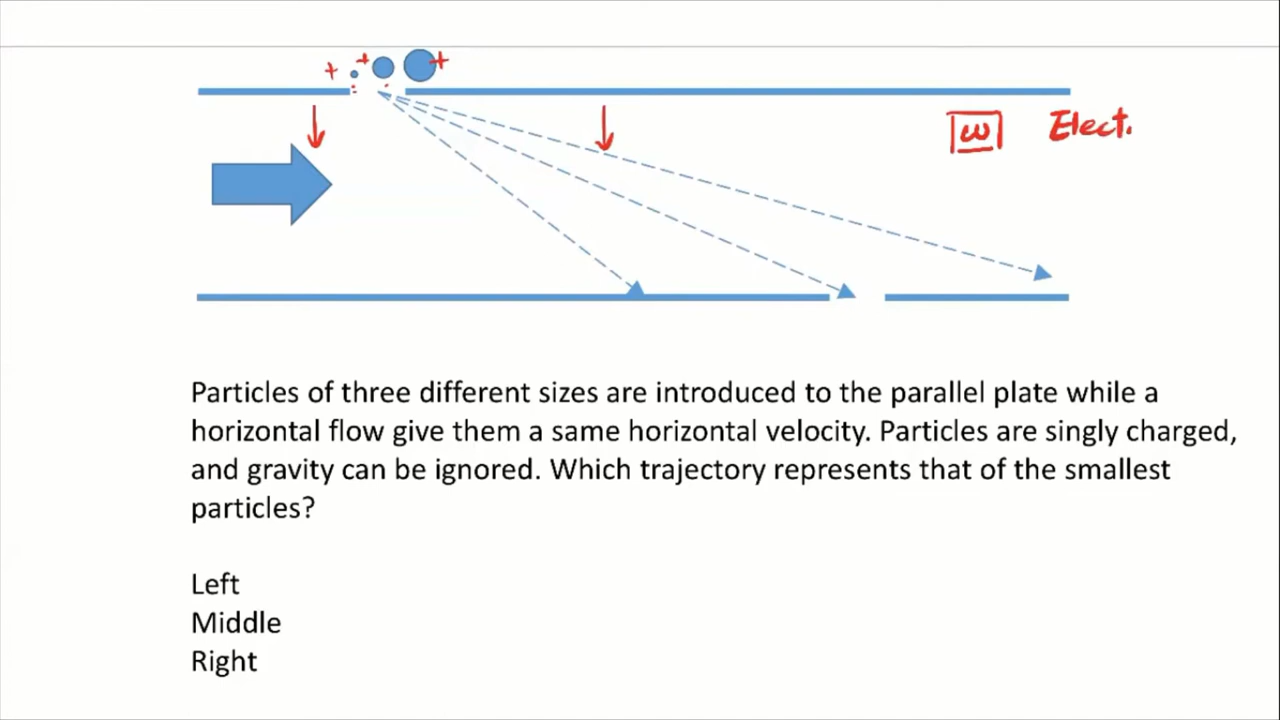 + + +
ω Elect.
Particles of three different sizes are introduced to the parallel plate while a
horizontal flow give them a same horizontal velocity. Particles are singly charged,
and gravity can be ignored. Which trajectory represents that of the smallest
particles?
Left
Middle
Right